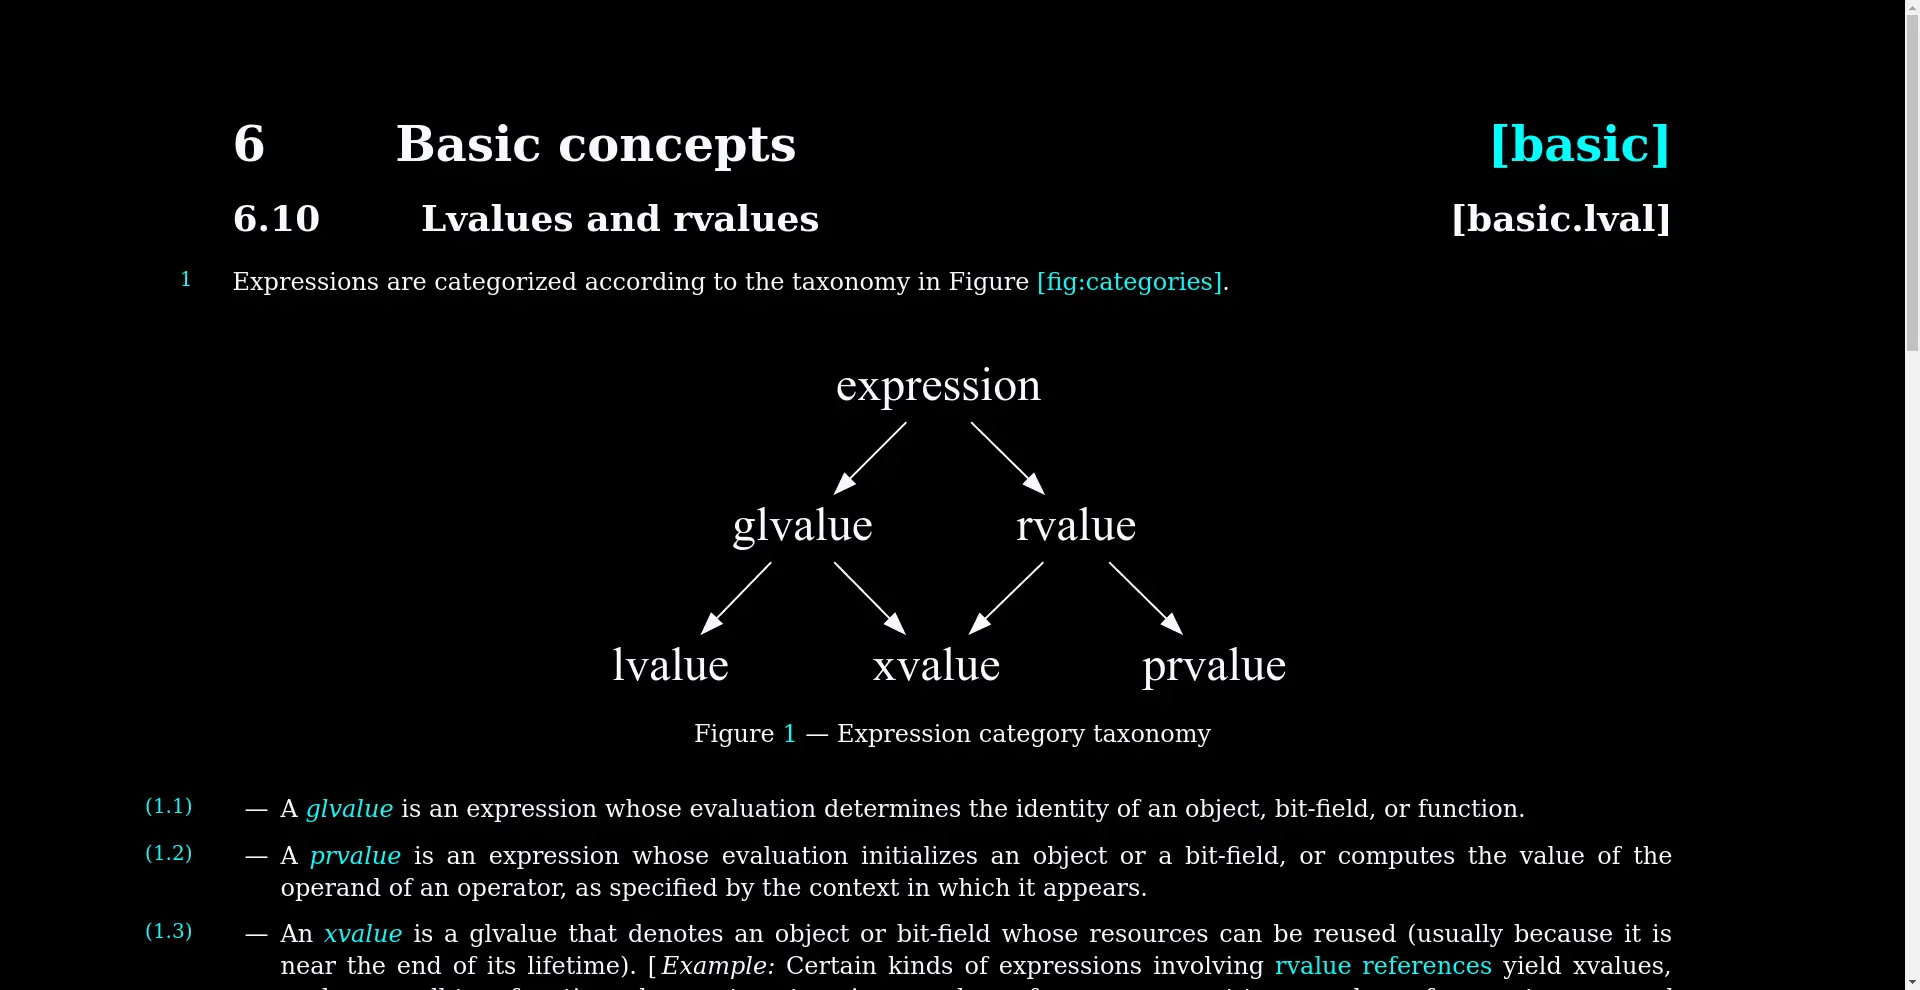 6 Basic concepts [basic]
6.10 Lvalues and rvalues [basic.lval]
1 Expressions are categorized according to the taxonomy in Figure [fig:categories].
expression
glvalue rvalue
lvalue xvalue prvalue
Figure 1 — Expression category taxonomy
(1.1) — A glvalue is an expression whose evaluation determines the identity of an object, bit-field, or function.
(1.2) — A prvalue is an expression whose evaluation initializes an object or a bit-field, or computes the value of the
operand of an operator, as specified by the context in which it appears.
(1.3) — An xvalue is a glvalue that denotes an object or bit-field whose resources can be reused (usually because it is
near the end of its lifetime). [ Example: Certain kinds of expressions involving rvalue references yield xvalues,